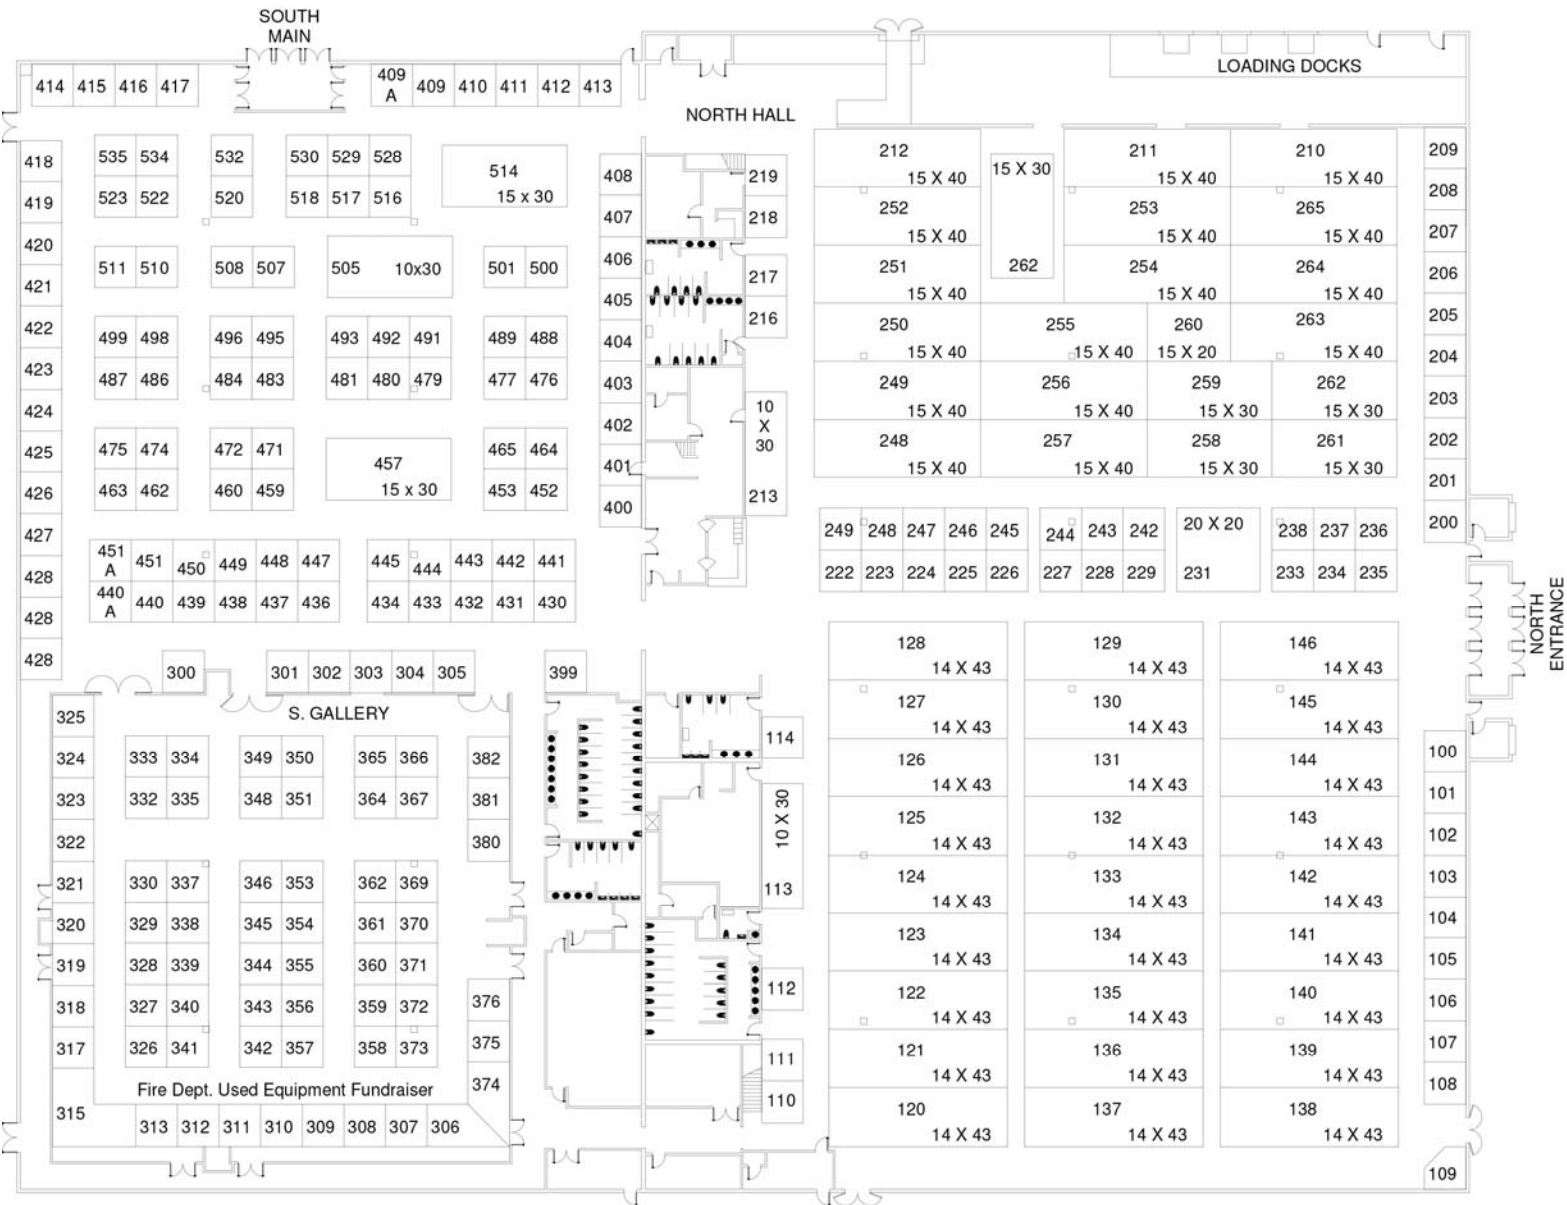 SOUTH
MAIN
LOADING DOCKS
NORTH HALL
414 415 416 417
409
A
409 410 411 412 413
418
419
420
421
422
423
424
425
426
427
428
428
428
535 534
523 522
532
520
530 529 528
518 517 516
514
15 x 30
511 510
508 507
505 10x30
501 500
499 498
487 486
496 495
484 483
493 492 491
481 480 479
489 488
477 476
475 474
463 462
472 471
460 459
457
15 x 30
465 464
453 452
451
A
451 450 449 448 447
440
A
440 439 438 437 436
445 444 443 442 441
434 433 432 431 430
408
407
406
405
404
403
402
401
400
219
218
217
216
10
X
30
213
212
15 X 40
252
15 X 40
251
15 X 40
250
15 X 40
249
15 X 40
248
15 X 40
15 X 30
262
211
15 X 40
253
15 X 40
254
15 X 40
255
15 X 40
256
15 X 40
257
15 X 40
210
15 X 40
265
15 X 40
264
15 X 40
260
15 X 20
263
15 X 40
259
15 X 30
262
15 X 30
258
15 X 30
261
15 X 30
209
208
207
206
205
204
203
202
201
200
249 248 247 246 245
222 223 224 225 226
244 243 242
227 228 229
20 X 20
231
238 237 236
233 234 235
NORTH
ENTRANCE
300
301 302 303 304 305
399
S. GALLERY
325
324
323
322
321
320
319
318
317
315
333 334
332 335
349 350
348 351
365 366
364 367
382
381
380
330 337
329 338
328 339
327 340
326 341
346 353
345 354
344 355
343 356
342 357
362 369
361 370
360 371
359 372
358 373
376
375
374
Fire Dept. Used Equipment Fundraiser
313 312 311 310 309 308 307 306
114
10 X 30
113
112
111
110
128
14 X 43
127
14 X 43
126
14 X 43
125
14 X 43
124
14 X 43
123
14 X 43
122
14 X 43
121
14 X 43
120
14 X 43
129
14 X 43
130
14 X 43
131
14 X 43
132
14 X 43
133
14 X 43
134
14 X 43
135
14 X 43
136
14 X 43
137
14 X 43
146
14 X 43
145
14 X 43
144
14 X 43
143
14 X 43
142
14 X 43
141
14 X 43
140
14 X 43
139
14 X 43
138
14 X 43
100
101
102
103
104
105
106
107
108
109